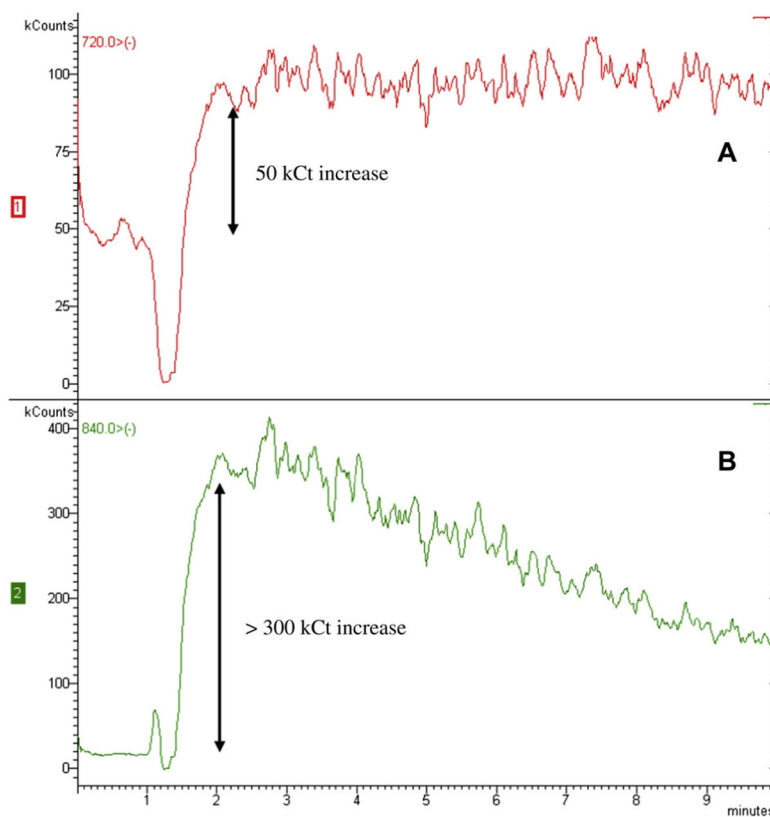 kCounts
720.0>(-)
100
75
50
25
0
1
50 kCt increase
A
kCounts
840.0>(-)
400
300
200
100
0
2
> 300 kCt increase
B
1 2 3 4 5 6 7 8 9
minutes